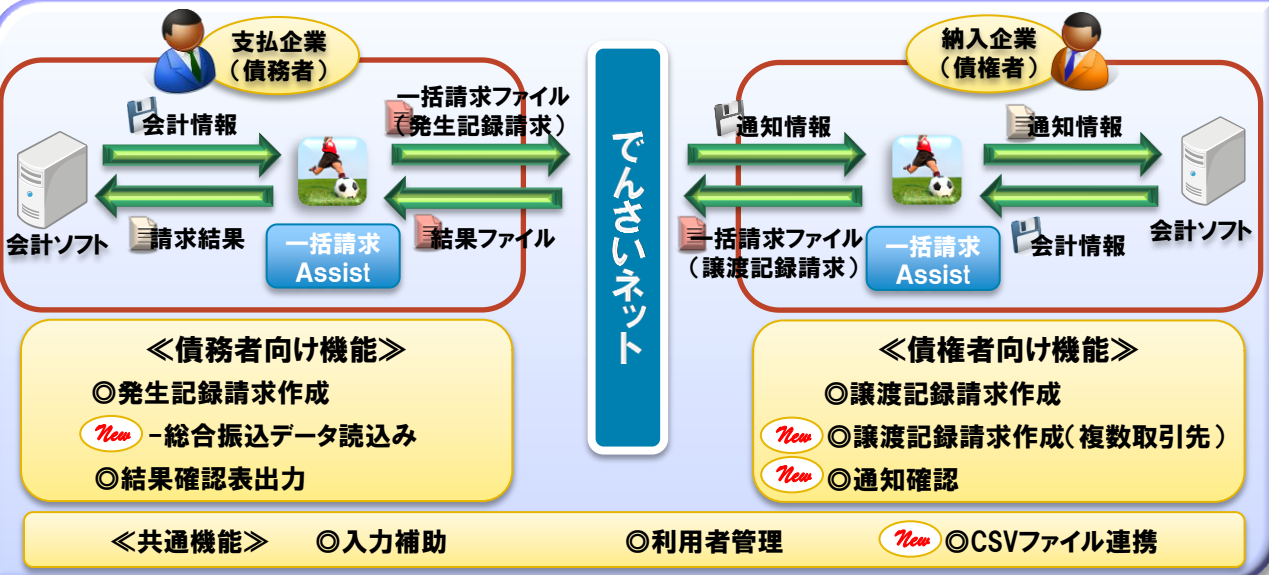 支払企業
（債務者）
納入企業
（債権者）
会計情報
一括請求ファイル
（発生記録請求）
会計ソフト
請求結果
一括請求
Assist
結果ファイル
でんさいネット
通知情報
通知情報
一括請求ファイル
（譲渡記録請求）
一括請求
Assist
会計情報
会計ソフト
≪債務者向け機能≫
◎発生記録請求作成
New -総合振込データ読込み
◎結果確認表出力
≪債権者向け機能≫
◎譲渡記録請求作成
New ◎譲渡記録請求作成（複数取引先）
New ◎通知確認
≪共通機能≫ ◎入力補助 ◎利用者管理 New ◎CSVファイル連携